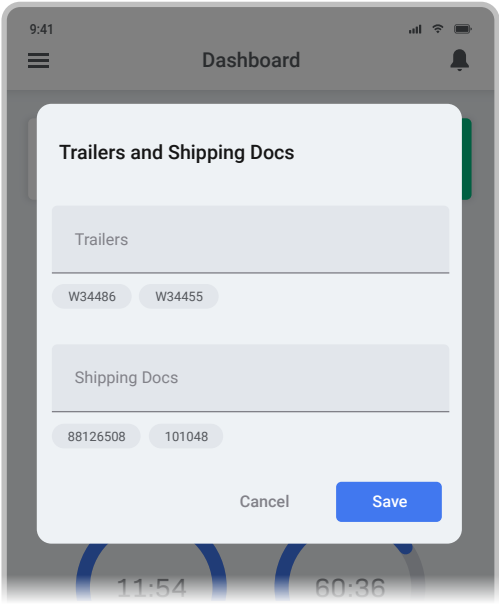 9:41
Dashboard
Trailers and Shipping Docs
Trailers
W34486 W34455
Shipping Docs
88126508 101048
Cancel Save
11:54 60:36